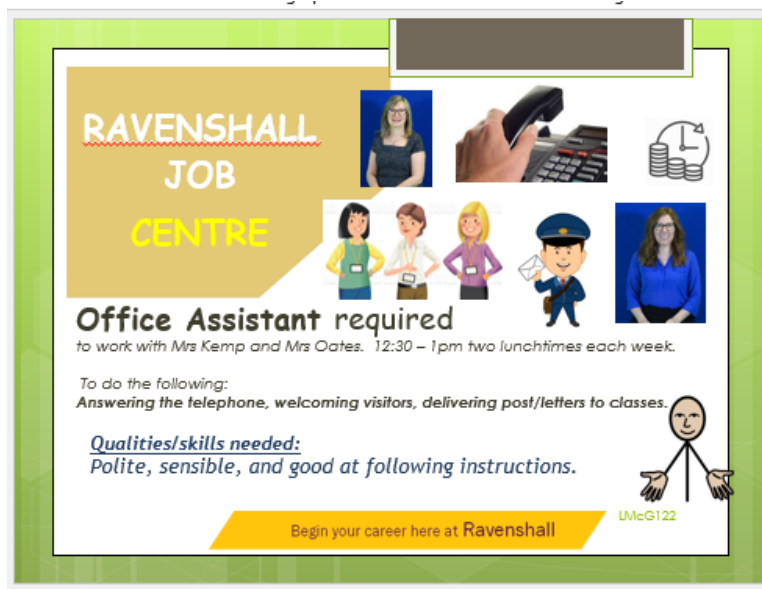 RAVENSHALL
JOB
CENTRE
Office Assistant required
to work with Mrs Kemp and Mrs Oates.  12:30 – 1pm two lunchtimes each week.
To do the following:
Answering the telephone, welcoming visitors, delivering post/letters to classes.
Qualities/skills needed:
Polite, sensible, and good at following instructions.
LMcG122
Begin your career here at Ravenshall